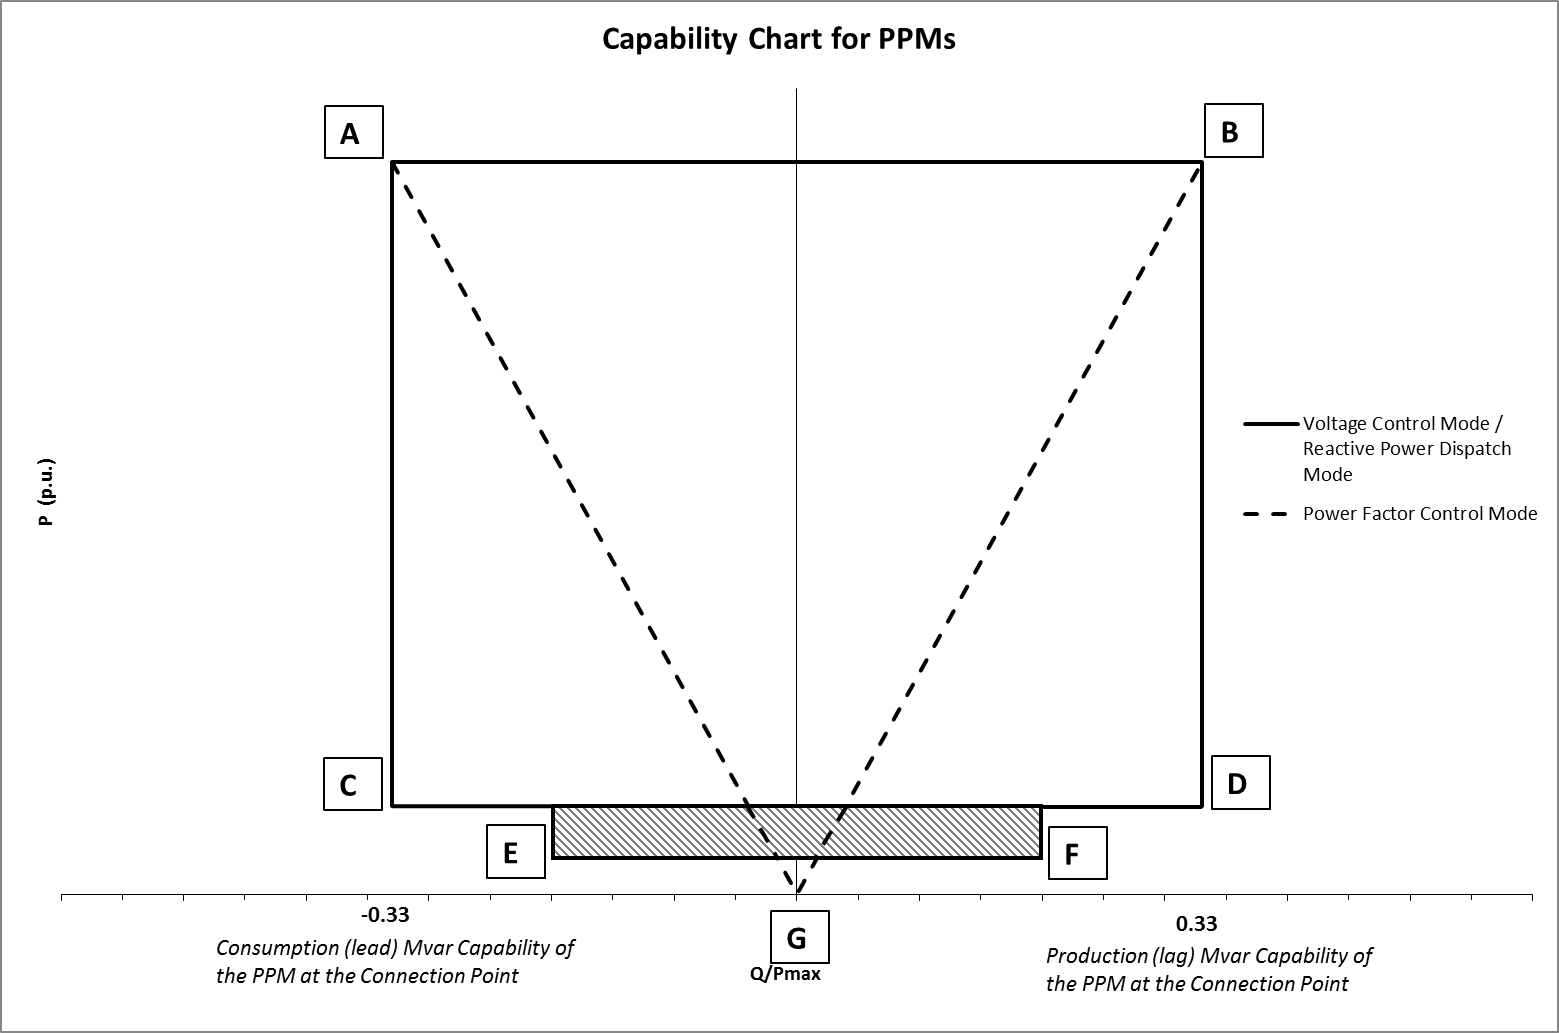 Capability Chart for PPMs
A
B
Voltage Control Mode /
Reactive Power Dispatch
Mode
P (p.u.)
Power Factor Control Mode
C
D
E
F
-0.33
0.33
G
Consumption (lead) Mvar Capability of
the PPM at the Connection Point
Q/Pmax
Production (lag) Mvar Capability of
the PPM at the Connection Point